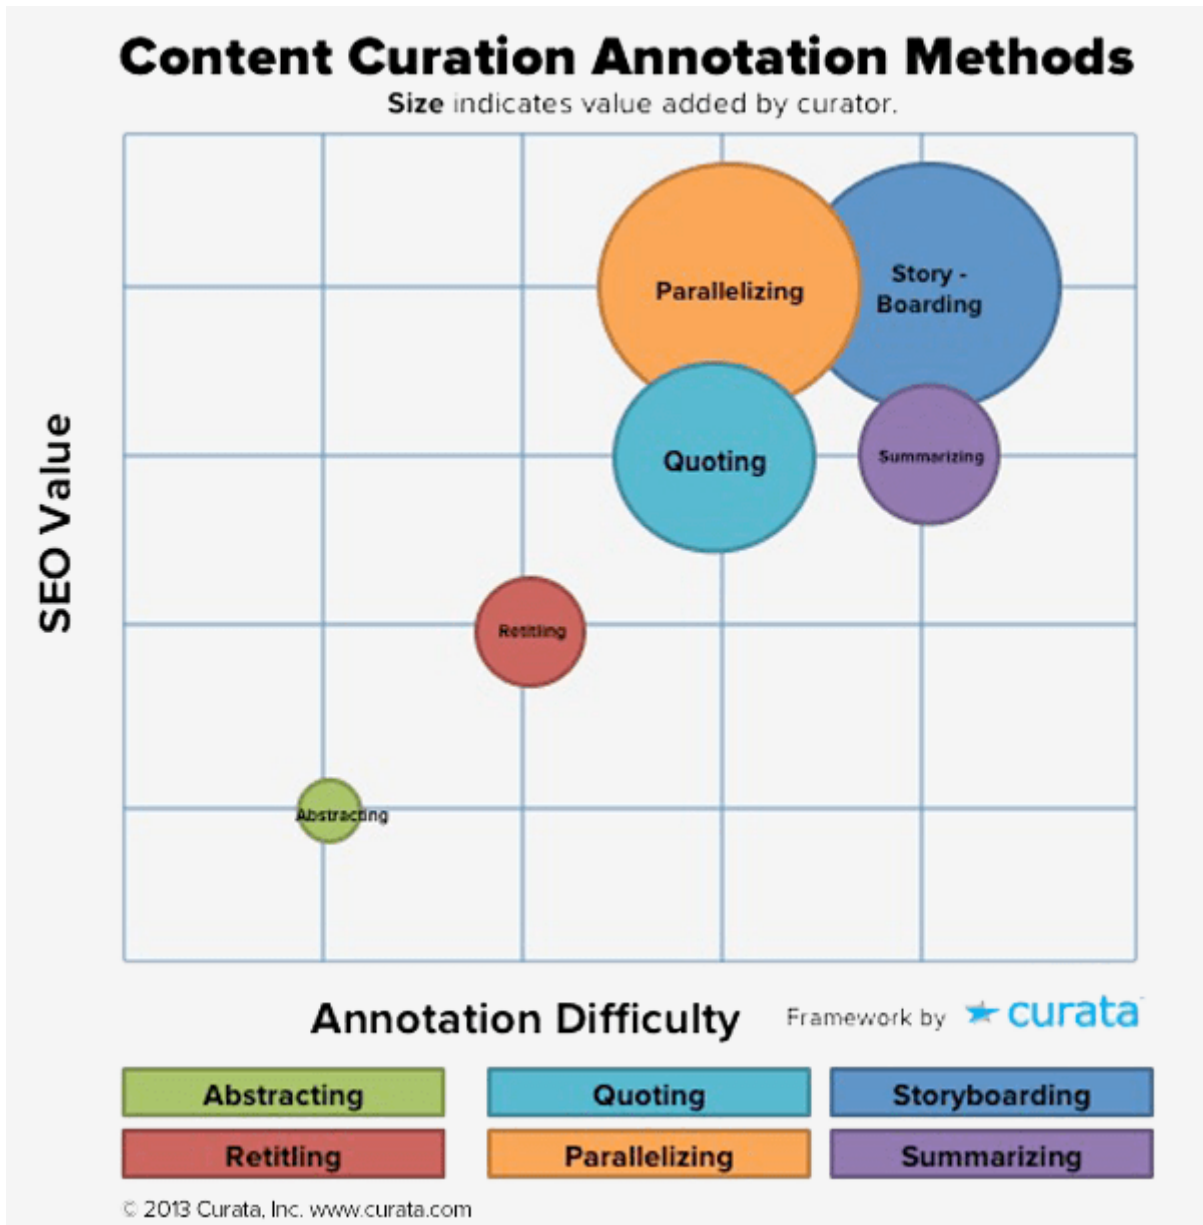 Content Curation Annotation Methods
Size indicates value added by curator.
Parallelizing
Story -
Boarding
Quoting
Summarizing
SEO Value
Retitling
Abstracting
Annotation Difficulty
Framework by curata
Abstracting
Quoting
Storyboarding
Retitling
Parallelizing
Summarizing
© 2013 Curata, Inc. www.curata.com